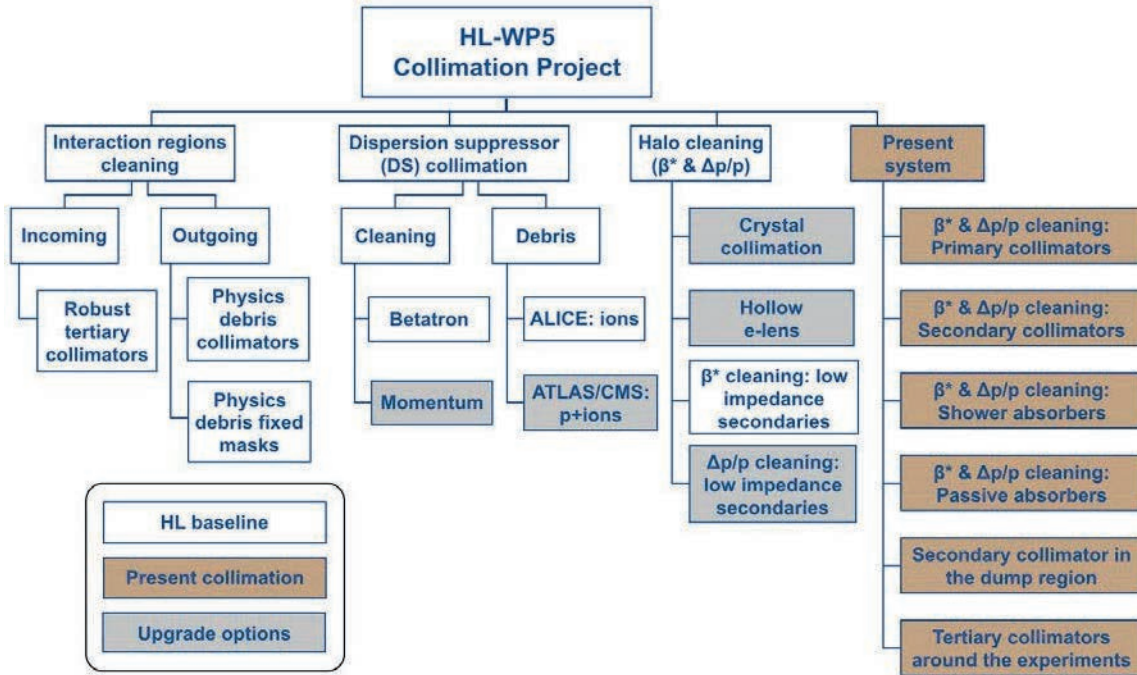 HL-WP5
Collimation Project
Interaction regions
cleaning
Dispersion suppressor
(DS) collimation
Halo cleaning
(β* & Δp/p)
Present
system
Incoming
Outgoing
Robust
tertiary
collimators
Physics
debris
collimators
Physics
debris fixed
masks
Cleaning
Debris
Betatron
ALICE: ions
Momentum
ATLAS/CMS:
p+ions
Crystal
collimation
Hollow
e-lens
β* cleaning: low
impedance
secondaries
Δp/p cleaning:
low impedance
secondaries
β* & Δp/p cleaning:
Primary collimators
β* & Δp/p cleaning:
Secondary collimators
β* & Δp/p cleaning:
Shower absorbers
β* & Δp/p cleaning:
Passive absorbers
Secondary collimator in
the dump region
Tertiary collimators
around the experiments
HL baseline
Present collimation
Upgrade options